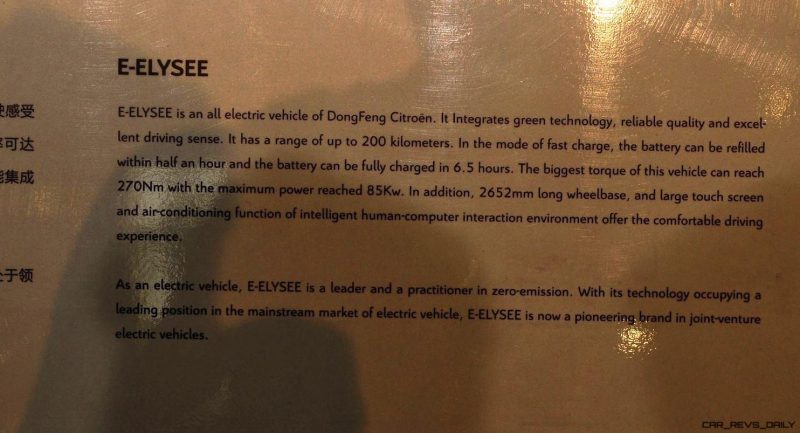 E-ELYSEE
E-ELYSEE is an all electric vehicle of DongFeng Citroën. It Integrates green technology, reliable quality and excel-
lent driving sense. It has a range of up to 200 kilometers. In the mode of fast charge, the battery can be refilled
within half an hour and the battery can be fully charged in 6.5 hours. The biggest torque of this vehicle can reach
270Nm with the maximum power reached 85Kw. In addition, 2652mm long wheelbase, and large touch screen
and air-conditioning function of intelligent human-computer interaction environment offer the comfortable driving
experience.
As an electric vehicle, E-ELYSEE is a leader and a practitioner in zero-emission. With its technology occupying a
leading position in the mainstream market of electric vehicle, E-ELYSEE is now a pioneering brand in joint-venture
electric vehicles.
感受
可达
能集成
处于领
CAR_REVS_DAILY